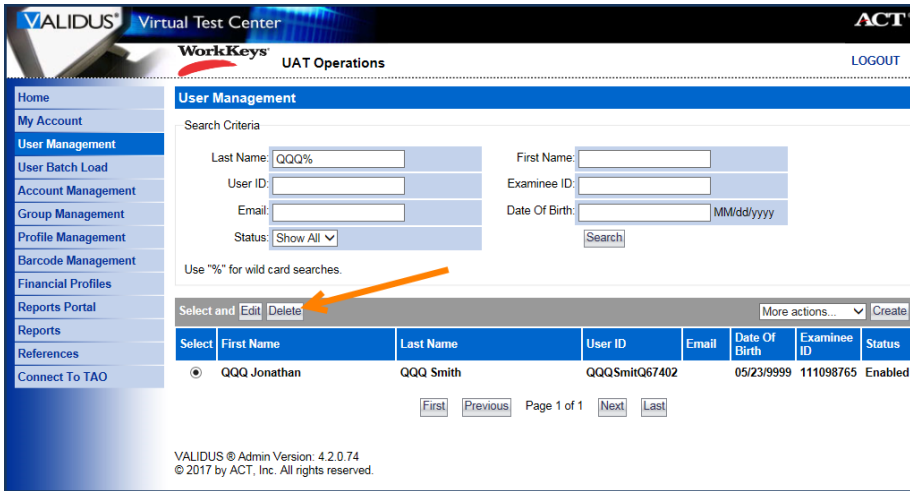 VALIDUS® Virtual Test Center ACT®
WorkKeys® UAT Operations LOGOUT
Home
My Account
User Management
User Batch Load
Account Management
Group Management
Profile Management
Barcode Management
Financial Profiles
Reports Portal
Reports
References
Connect To TAO
User Management
Search Criteria
Last Name: QQQ% First Name:
User ID: Examinee ID:
Email: Date Of Birth: MM/dd/yyyy
Status: Show All Search
Use "%" for wild card searches.
Select and Edit Delete More actions... Create
Select First Name Last Name User ID Email Date Of Birth Examinee ID Status
QQQ Jonathan QQQ Smith QQQSmitQ67402 05/23/9999 111098765 Enabled
First Previous Page 1 of 1 Next Last
VALIDUS ® Admin Version: 4.2.0.74
© 2017 by ACT, Inc. All rights reserved.